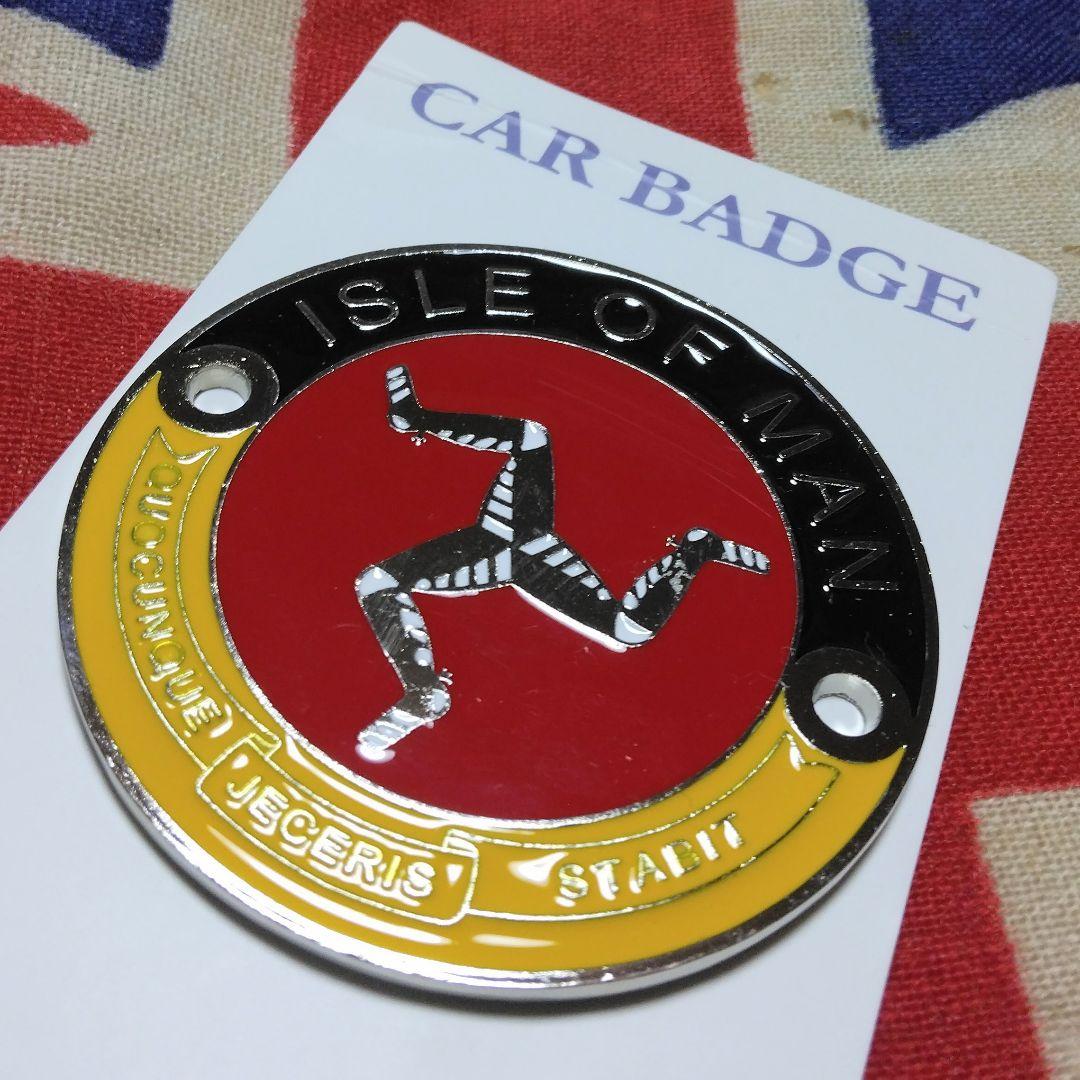 CAR BADGE
ISLE OF MAN
QUOCUNQUE
JECERIS
STABIT